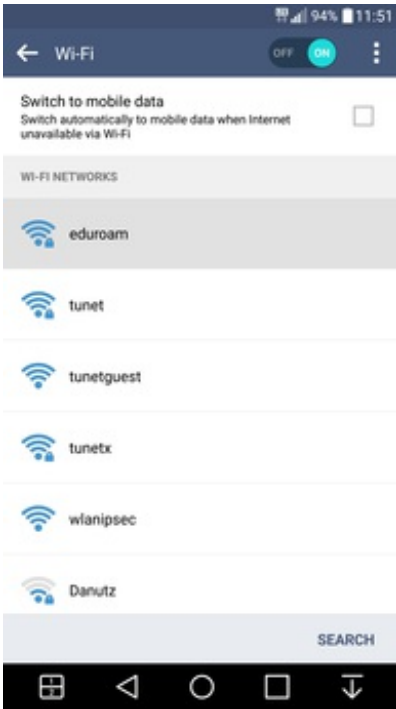 94% 11:51
Wi-Fi OFF ON
Switch to mobile data
Switch automatically to mobile data when Internet
unavailable via Wi-Fi
WI-FI NETWORKS
eduroam
tunet
tunetguest
tunetx
wlanipsec
Danutz
SEARCH